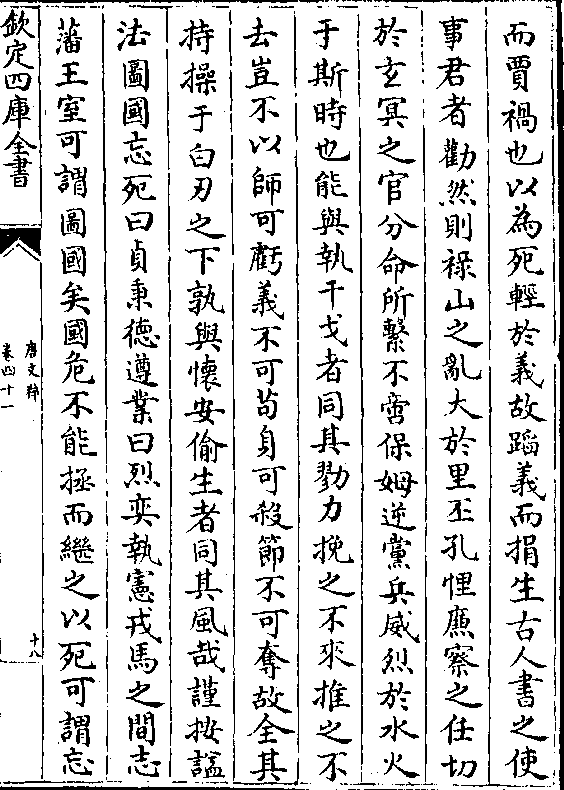 而賈禍也以為死輕於義故蹈義而捐生古人書之使
事君者勸然則祿山之亂大於里丕孔悝廉察之任切
於玄冥之官分命所繫不啻保姆逆黨兵威烈於水火
于斯時也能與執干戈者同其勠力挽之不來推之不
去豈不以師可虧義不可苟身可殺節不可奪故全其
持操于白刃之下孰與懷安偷生者同其風哉謹按諡
法圖國忘死曰貞秉德遵業曰烈奕執憲戎馬之間志
藩王室可謂圖國矣國危不能拯而繼之以死可謂忘
欽定四庫全書
唐文粹
卷四十一
十八